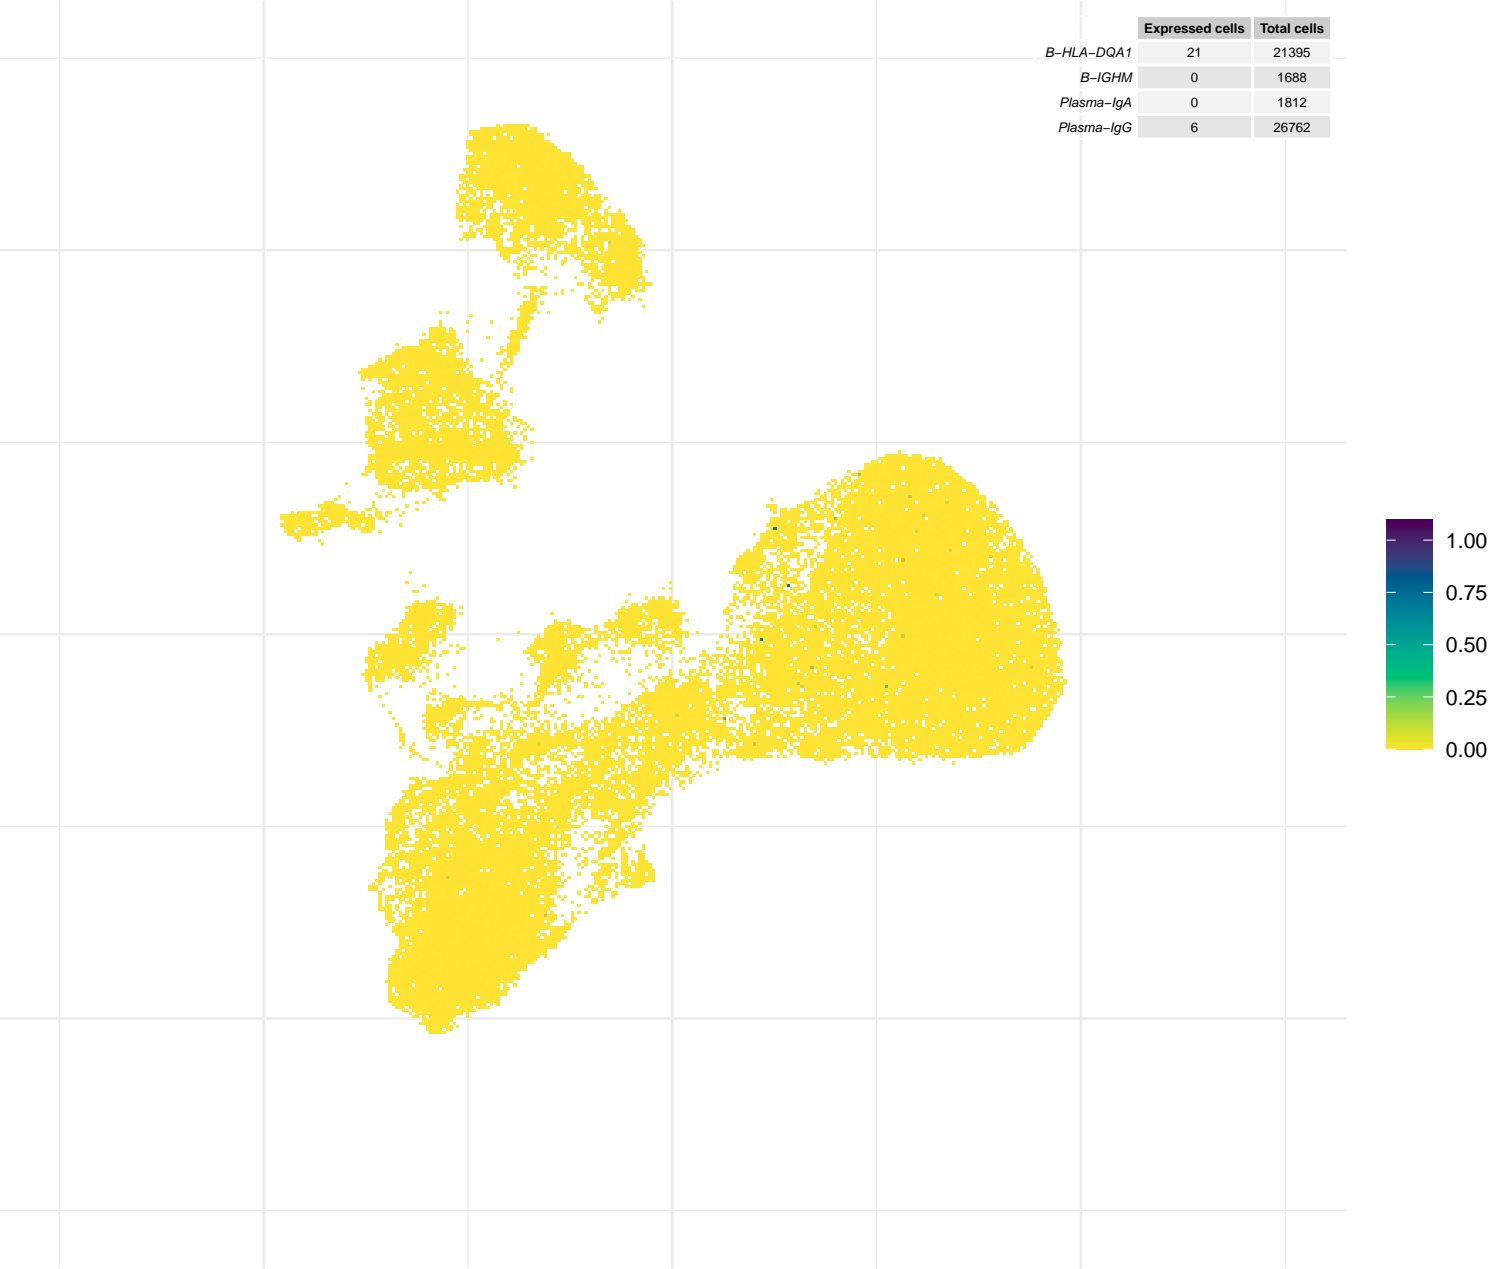 Expressed cells Total cells
B−HLA−DQA1 21 21395
B−IGHM 0 1688
Plasma−IgA 0 1812
Plasma−IgG 6 26762
1.00
0.75
0.50
0.25
0.00